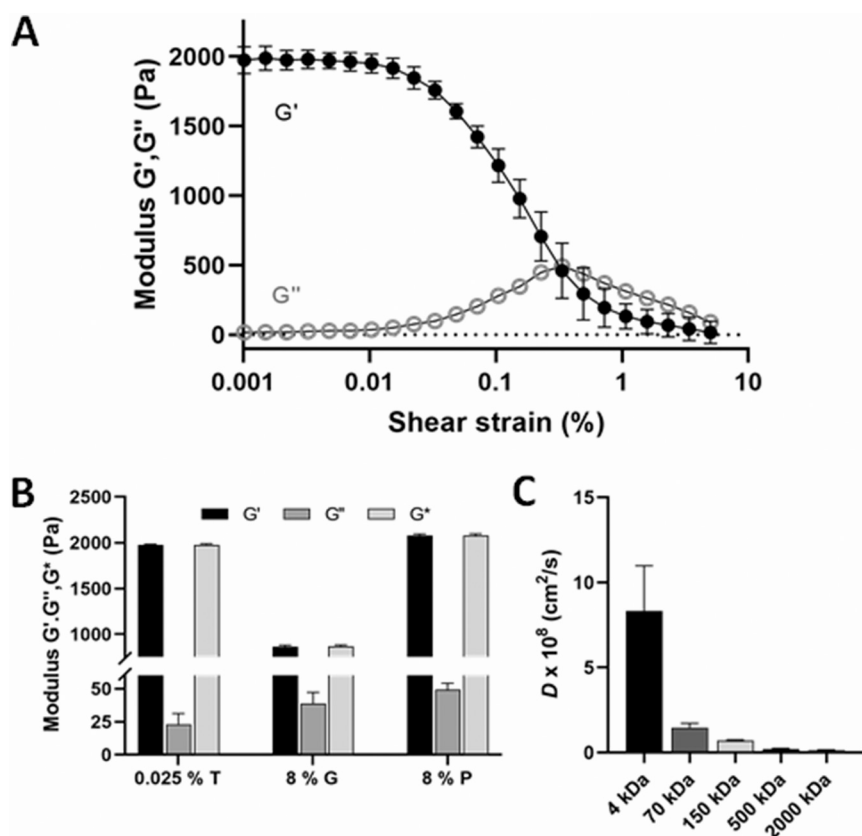 A
Modulus G',G'' (Pa)
2000
1500
1000
500
0
G'
G''
0.001 0.01 0.1 1 10
Shear strain (%)
B
Modulus G'.G'',G* (Pa)
2500
2000
1500
1000
50
25
0
G' G'' G*
0.025 % T 8 % G 8 % P
C
D x 10⁸ (cm²/s)
15
10
5
0
4 kDa 70 kDa 150 kDa 500 kDa 2000 kDa